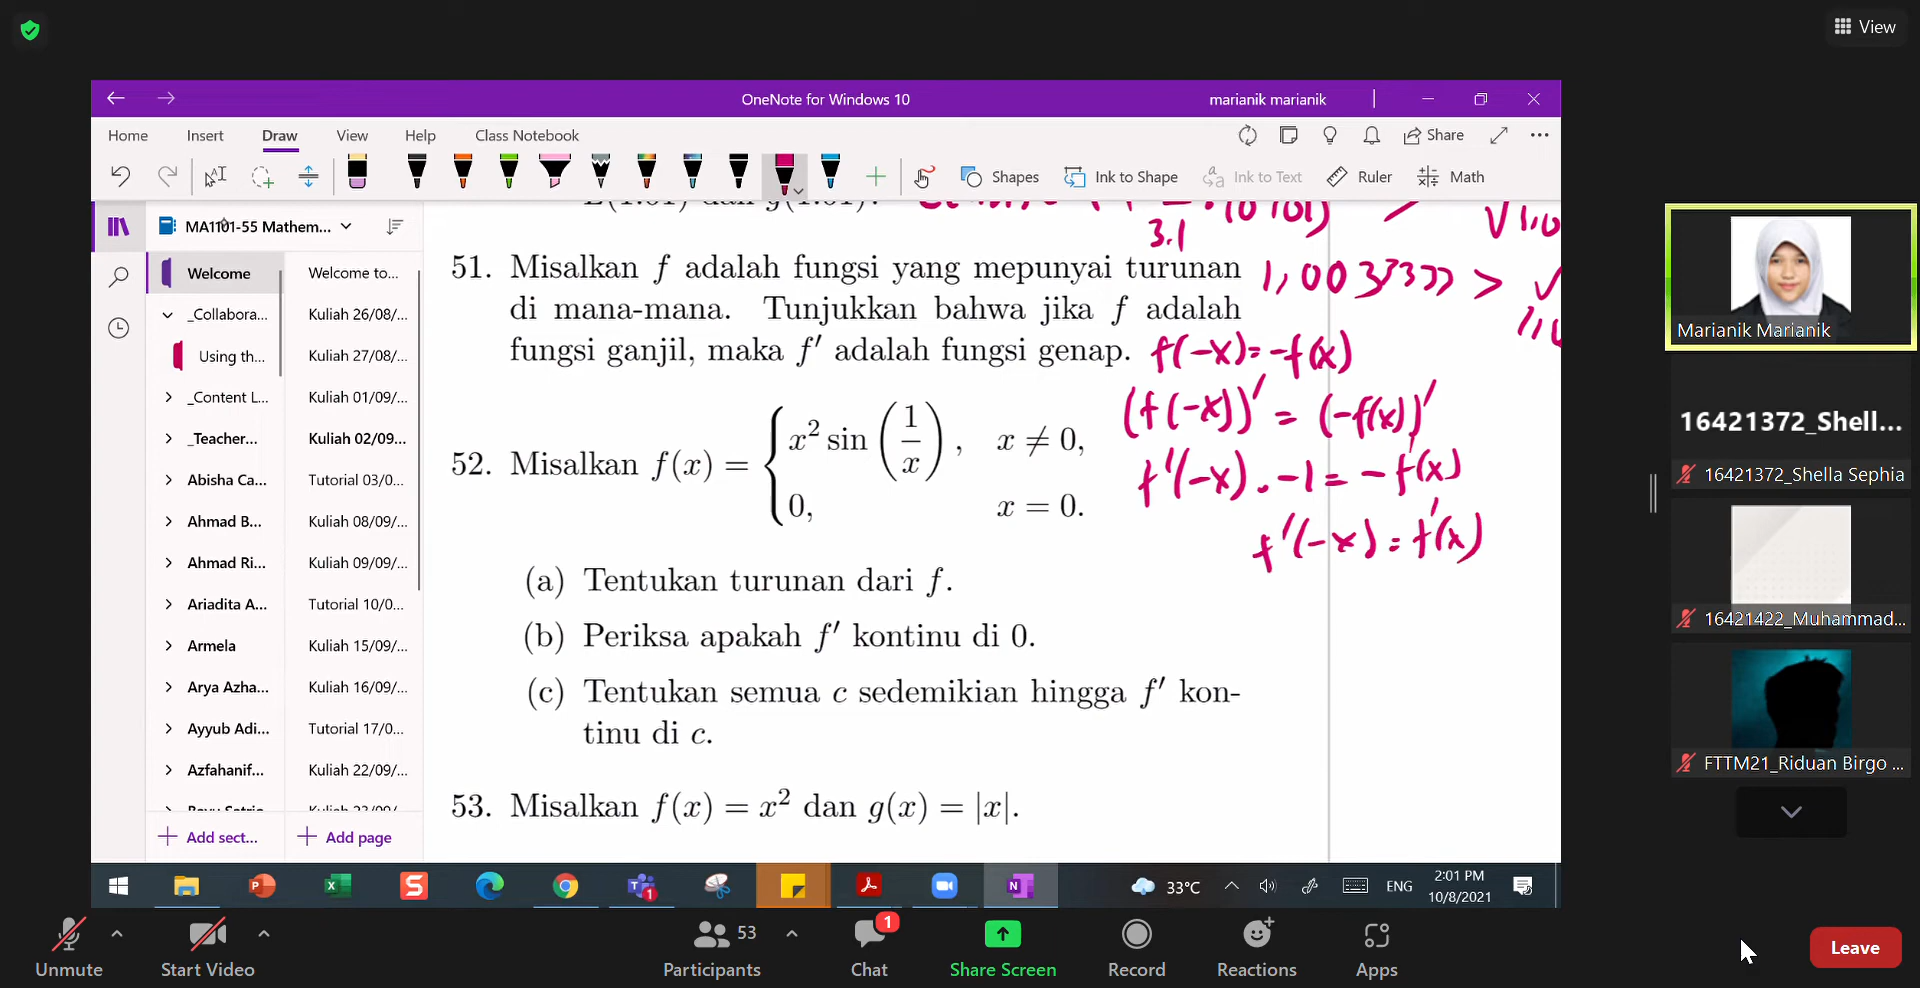 View
OneNote for Windows 10
marianik marianik
Home Insert Draw View Help Class Notebook
Share
Shapes Ink to Shape Ink to Text Ruler Math
MA1101-55 Mathem...
Welcome
_Collabora...
Using th...
_Content L...
_Teacher...
Abisha Ca...
Ahmad B...
Ahmad Ri...
Ariadita A...
Armela
Arya Azha...
Ayyub Adi...
Azfahanif...
Add sect...
Welcome to...
Kuliah 26/08/...
Kuliah 27/08/...
Kuliah 01/09/...
Kuliah 02/09...
Tutorial 03/0...
Kuliah 08/09/...
Kuliah 09/09/...
Tutorial 10/0...
Kuliah 15/09/...
Kuliah 16/09/...
Tutorial 17/0...
Kuliah 22/09/...
Add page
3.1
51. Misalkan f adalah fungsi yang mepunyai turunan
di mana-mana. Tunjukkan bahwa jika f adalah
fungsi ganjil, maka f′ adalah fungsi genap.
f(-x)=-f(x)
(f(-x))' = (-f(x))'
f'(-x) . -1 = -f'(x)
f'(-x) = f'(x)
52. Misalkan f(x) = { x² sin (1/x), x ≠ 0,
0, x = 0.
(a) Tentukan turunan dari f.
(b) Periksa apakah f′ kontinu di 0.
(c) Tentukan semua c sedemikian hingga f′ kon-
tinu di c.
53. Misalkan f(x) = x² dan g(x) = |x|.
33°C
ENG
2:01 PM
10/8/2021
Marianik Marianik
16421372_Shell...
16421372_Shella Sephia
16421422_Muhammad...
FTTM21_Riduan Birgo ...
Unmute
Start Video
53
Participants
1
Chat
Share Screen
Record
Reactions
Apps
Leave